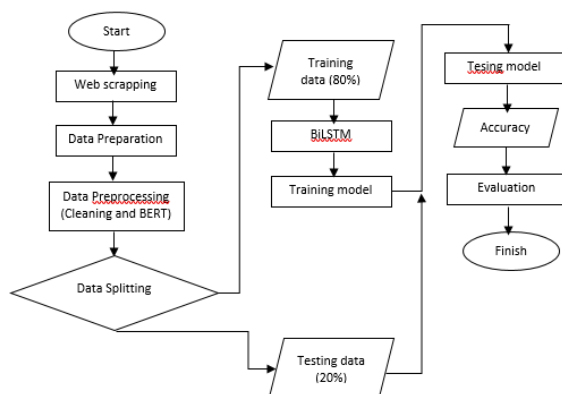 Start
Web scrapping
Data Preparation
Data Preprocessing
(Cleaning and BERT)
Data Splitting
Training
data (80%)
BiLSTM
Training model
Testing data
(20%)
Tesing model
Accuracy
Evaluation
Finish